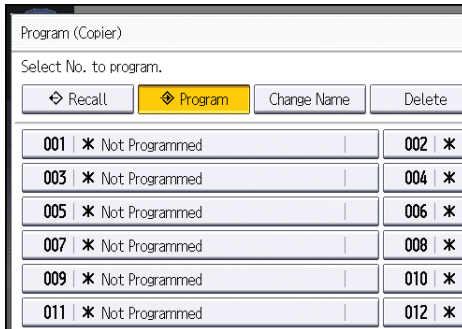 Program (Copier)
Select No. to program.
Recall Program Change Name Delete
001 * Not Programmed 002 *
003 * Not Programmed 004 *
005 * Not Programmed 006 *
007 * Not Programmed 008 *
009 * Not Programmed 010 *
011 * Not Programmed 012 *